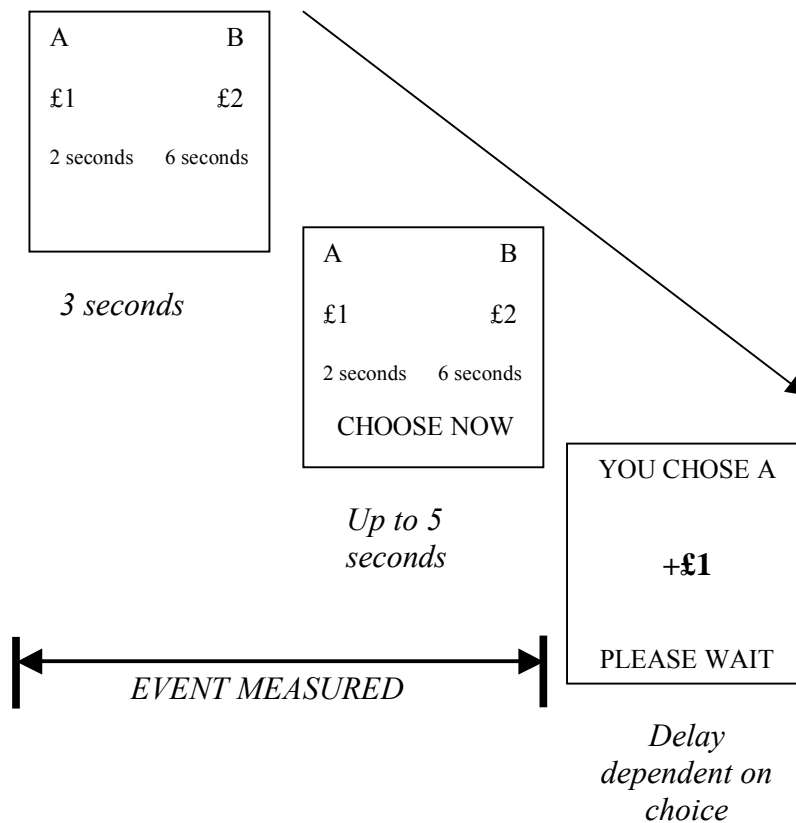 A B
£1 £2
2 seconds 6 seconds
3 seconds
A B
£1 £2
2 seconds 6 seconds
CHOOSE NOW
Up to 5
seconds
YOU CHOSE A
+£1
PLEASE WAIT
EVENT MEASURED
Delay
dependent on
choice